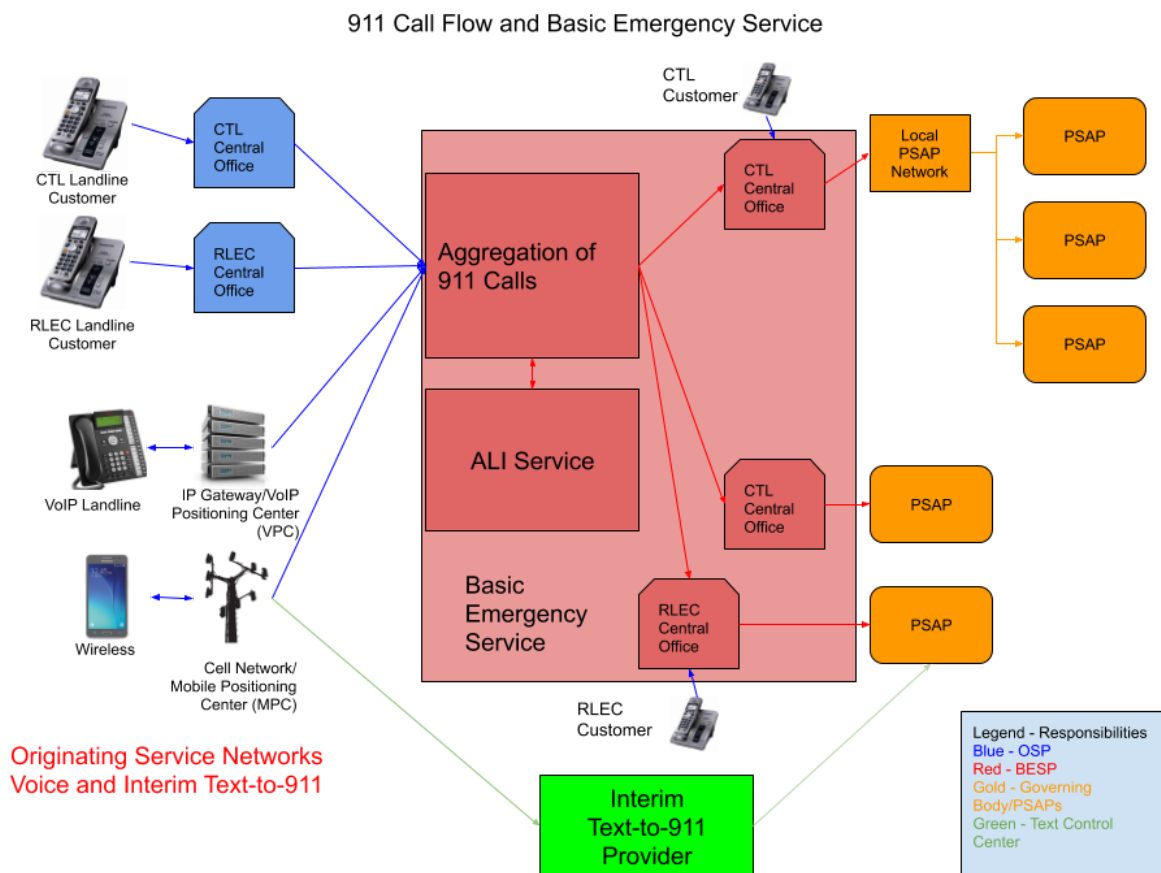 911 Call Flow and Basic Emergency Service
CTL Landline
Customer
CTL
Central
Office
RLEC Landline
Customer
RLEC
Central
Office
VoIP Landline
IP Gateway/VoIP
Positioning Center
(VPC)
Wireless
Cell Network/
Mobile Positioning
Center (MPC)
Originating Service Networks
Voice and Interim Text-to-911
Aggregation of
911 Calls
ALI Service
Basic
Emergency
Service
CTL
Customer
CTL
Central
Office
CTL
Central
Office
RLEC
Central
Office
RLEC
Customer
Interim
Text-to-911
Provider
Local
PSAP
Network
PSAP
PSAP
PSAP
PSAP
PSAP
Legend - Responsibilities
Blue - OSP
Red - BESP
Gold - Governing
Body/PSAPs
Green - Text Control
Center